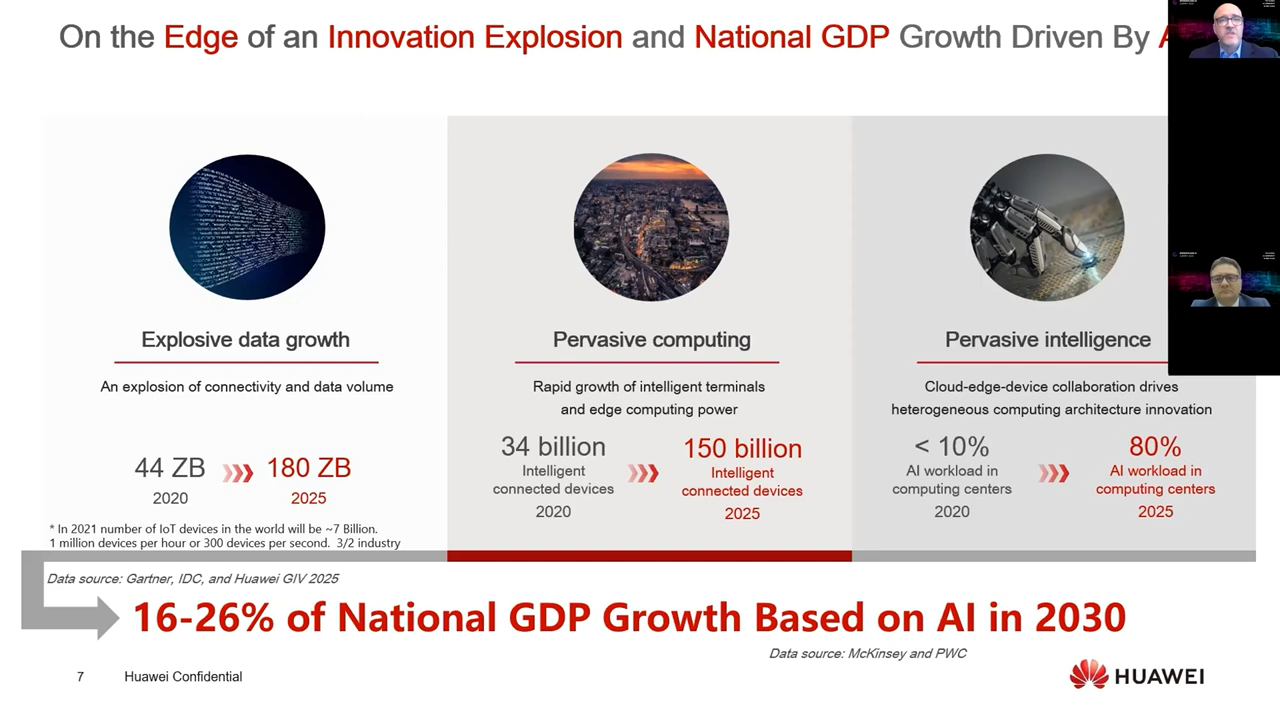 On the Edge of an Innovation Explosion and National GDP Growth Driven By
Explosive data growth
An explosion of connectivity and data volume
44 ZB
2020
180 ZB
2025
* In 2021 number of IoT devices in the world will be ~7 Billion.
1 million devices per hour or 300 devices per second. 3/2 industry
Pervasive computing
Rapid growth of intelligent terminals
and edge computing power
34 billion
Intelligent
connected devices
2020
150 billion
Intelligent
connected devices
2025
Pervasive intelligence
Cloud-edge-device collaboration drives
heterogeneous computing architecture innovation
< 10%
AI workload in
computing centers
2020
80%
AI workload in
computing centers
2025
Data source: Gartner, IDC, and Huawei GIV 2025
16-26% of National GDP Growth Based on AI in 2030
Data source: McKinsey and PWC
7
Huawei Confidential
HUAWEI